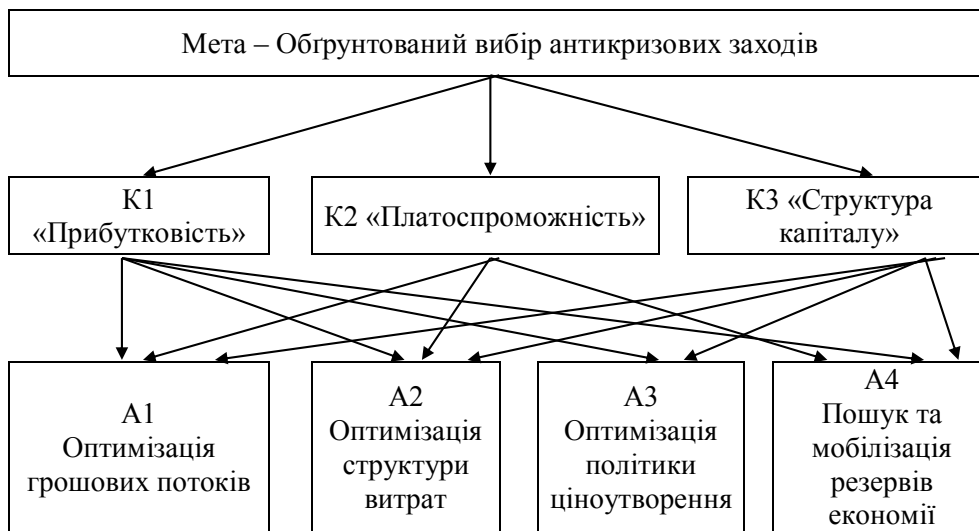 Мета – Обґрунтований вибір антикризових заходів
К1
«Прибутковість»
К2 «Платоспроможність»
К3 «Структура
капіталу»
А1
Оптимізація
грошових потоків
А2
Оптимізація
структури
витрат
А3
Оптимізація
політики
ціноутворення
А4
Пошук та
мобілізація
резервів
економії